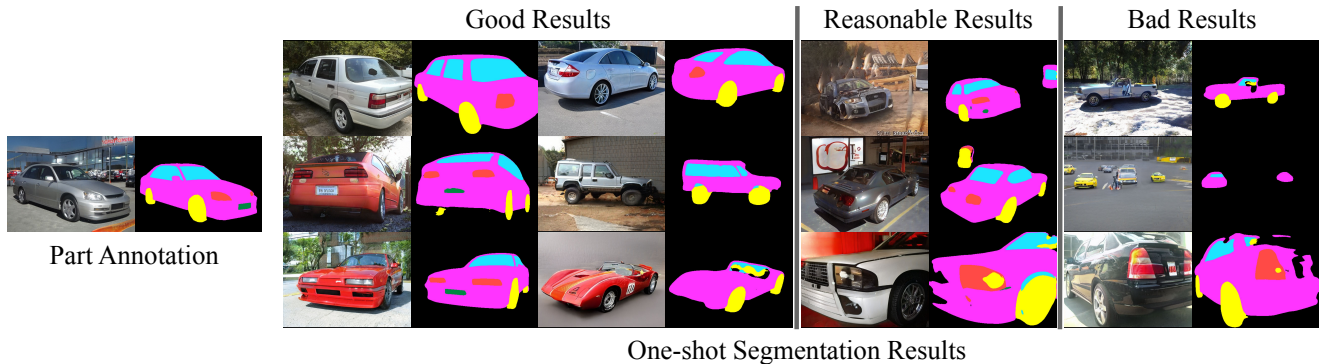 Good Results
Reasonable Results
Bad Results
Part Annotation
One-shot Segmentation Results